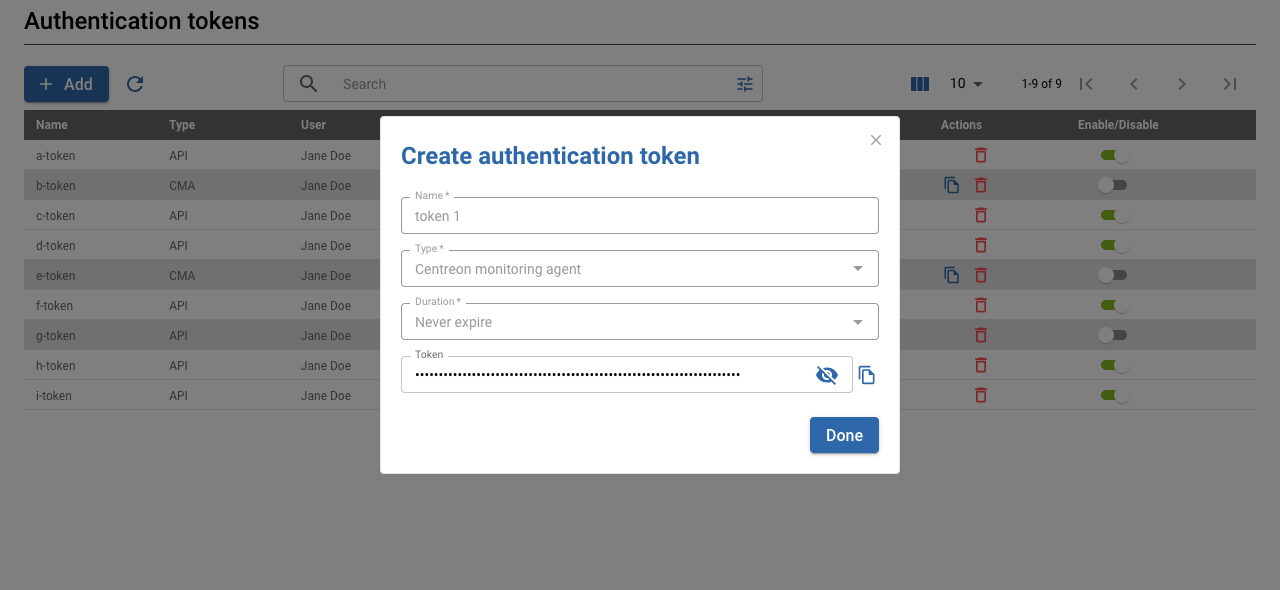 Authentication tokens
Add
Search
10
1-9 of 9
Name Type User Actions Enable/Disable
a-token API Jane Doe
b-token CMA Jane Doe
c-token API Jane Doe
d-token API Jane Doe
e-token CMA Jane Doe
f-token API Jane Doe
g-token API Jane Doe
h-token API Jane Doe
i-token API Jane Doe
Create authentication token
Name *
token 1
Type *
Centreon monitoring agent
Duration *
Never expire
Token
Done